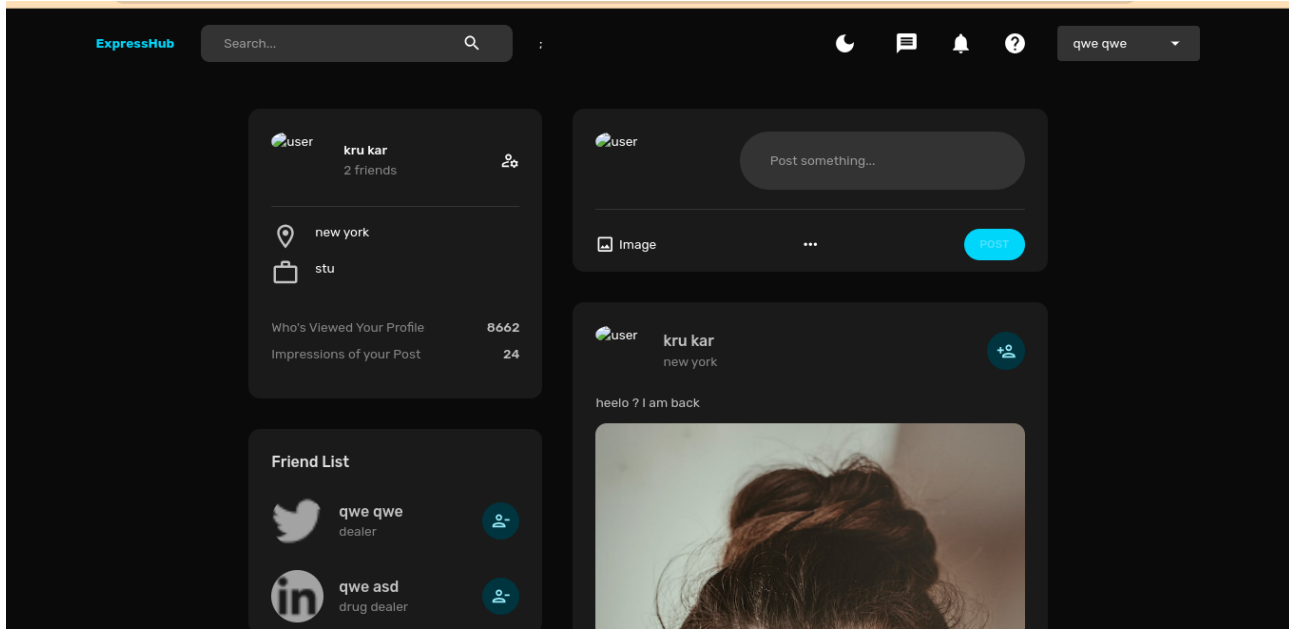 ExpressHub
Search...
;
qwe qwe
user
kru kar
2 friends
new york
stu
Who's Viewed Your Profile 8662
Impressions of your Post 24
Friend List
qwe qwe
dealer
in
qwe asd
drug dealer
user
Post something...
Image
POST
user
kru kar
new york
heelo ? I am back